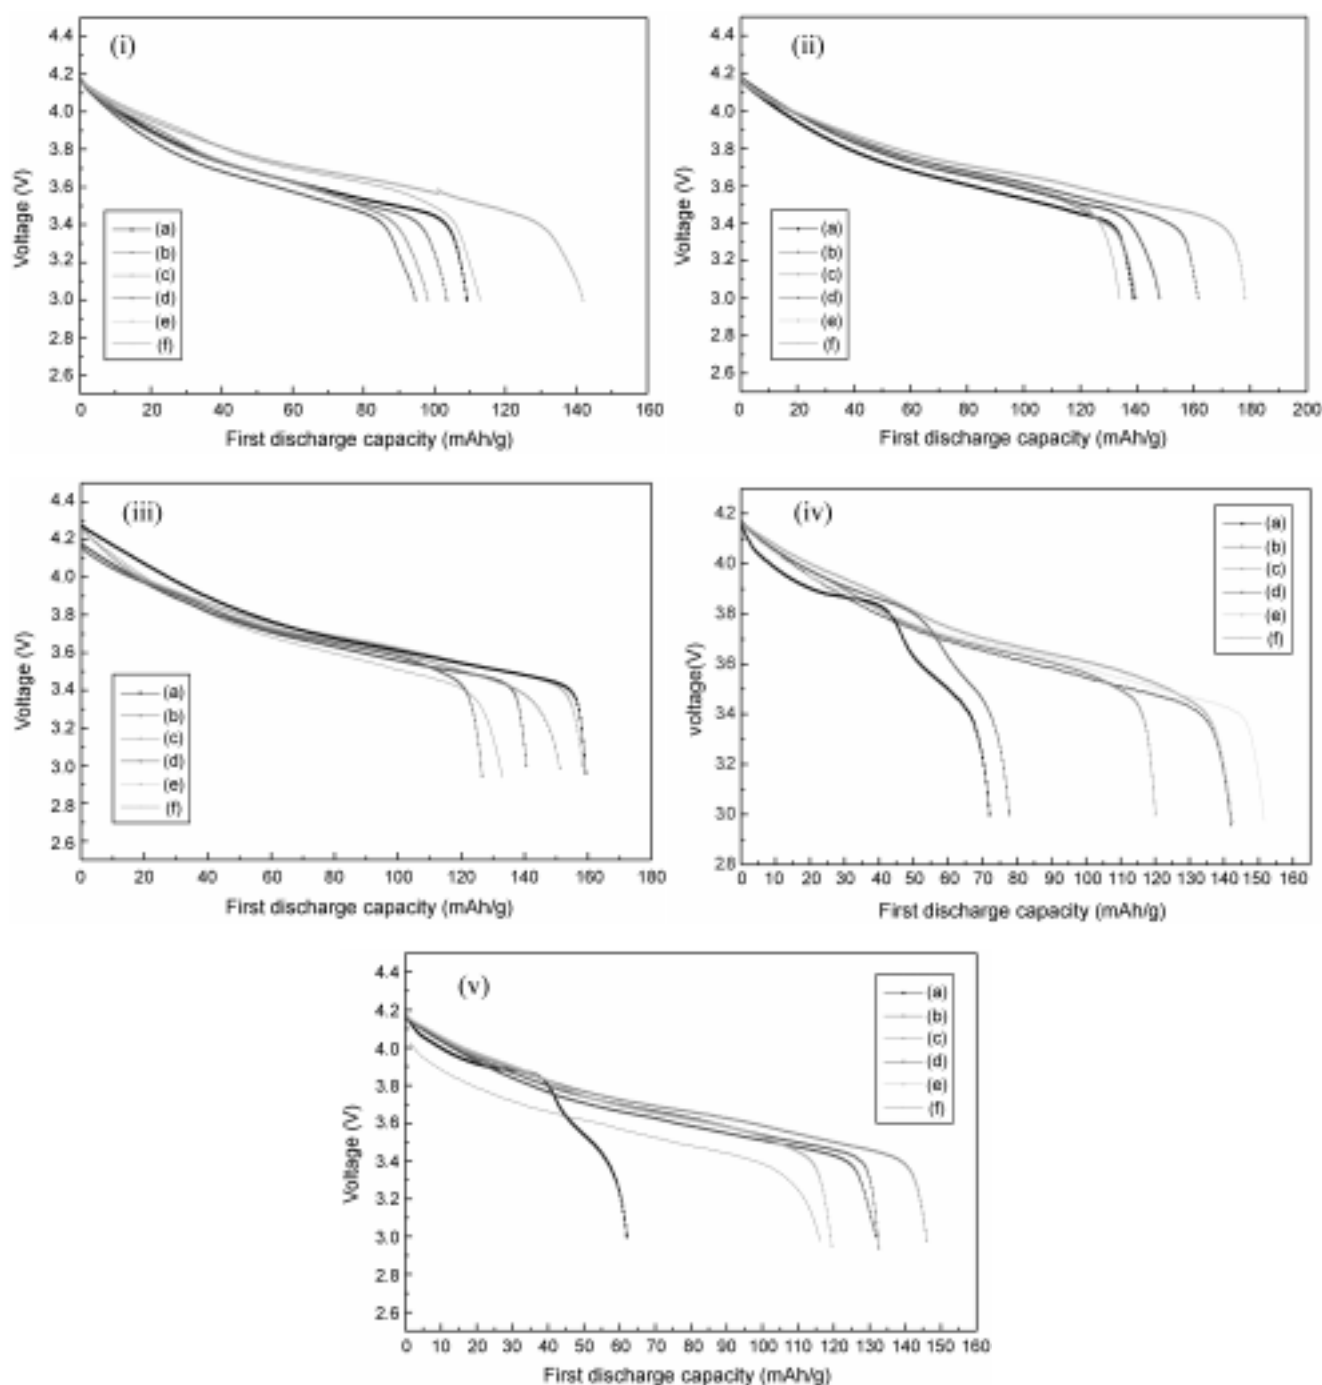 (i)
4.4
4.2
4.0
3.8
3.6
3.4
3.2
3.0
2.8
2.6
Voltage (V)
(a)
(b)
(c)
(d)
(e)
(f)
0 20 40 60 80 100 120 140 160
First discharge capacity (mAh/g)
(ii)
4.4
4.2
4.0
3.8
3.6
3.4
3.2
3.0
2.8
2.6
Voltage (V)
(a)
(b)
(c)
(d)
(e)
(f)
0 20 40 60 80 100 120 140 160 180 200
First discharge capacity (mAh/g)
(iii)
4.4
4.2
4.0
3.8
3.6
3.4
3.2
3.0
2.8
2.6
Voltage (V)
(a)
(b)
(c)
(d)
(e)
(f)
0 20 40 60 80 100 120 140 160 180
First discharge capacity (mAh/g)
(iv)
4.2
4.0
3.8
3.6
3.4
3.2
3.0
2.8
voltage(V)
(a)
(b)
(c)
(d)
(e)
(f)
0 10 20 30 40 50 60 70 80 90 100 110 120 130 140 150 160
First discharge capacity (mAh/g)
(v)
4.4
4.2
4.0
3.8
3.6
3.4
3.2
3.0
2.8
2.6
Voltage (V)
(a)
(b)
(c)
(d)
(e)
(f)
0 10 20 30 40 50 60 70 80 90 100 110 120 130 140 150 160
First discharge capacity (mAh/g)